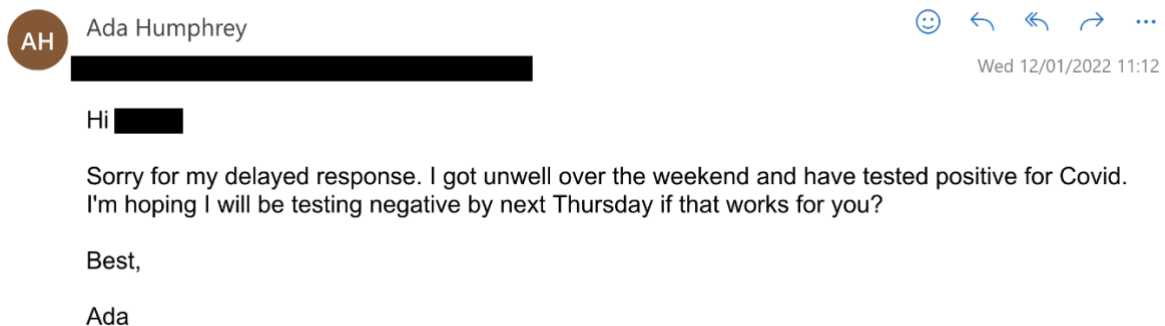 AH
Ada Humphrey
Wed 12/01/2022 11:12
Hi
Sorry for my delayed response. I got unwell over the weekend and have tested positive for Covid.
I'm hoping I will be testing negative by next Thursday if that works for you?
Best,
Ada